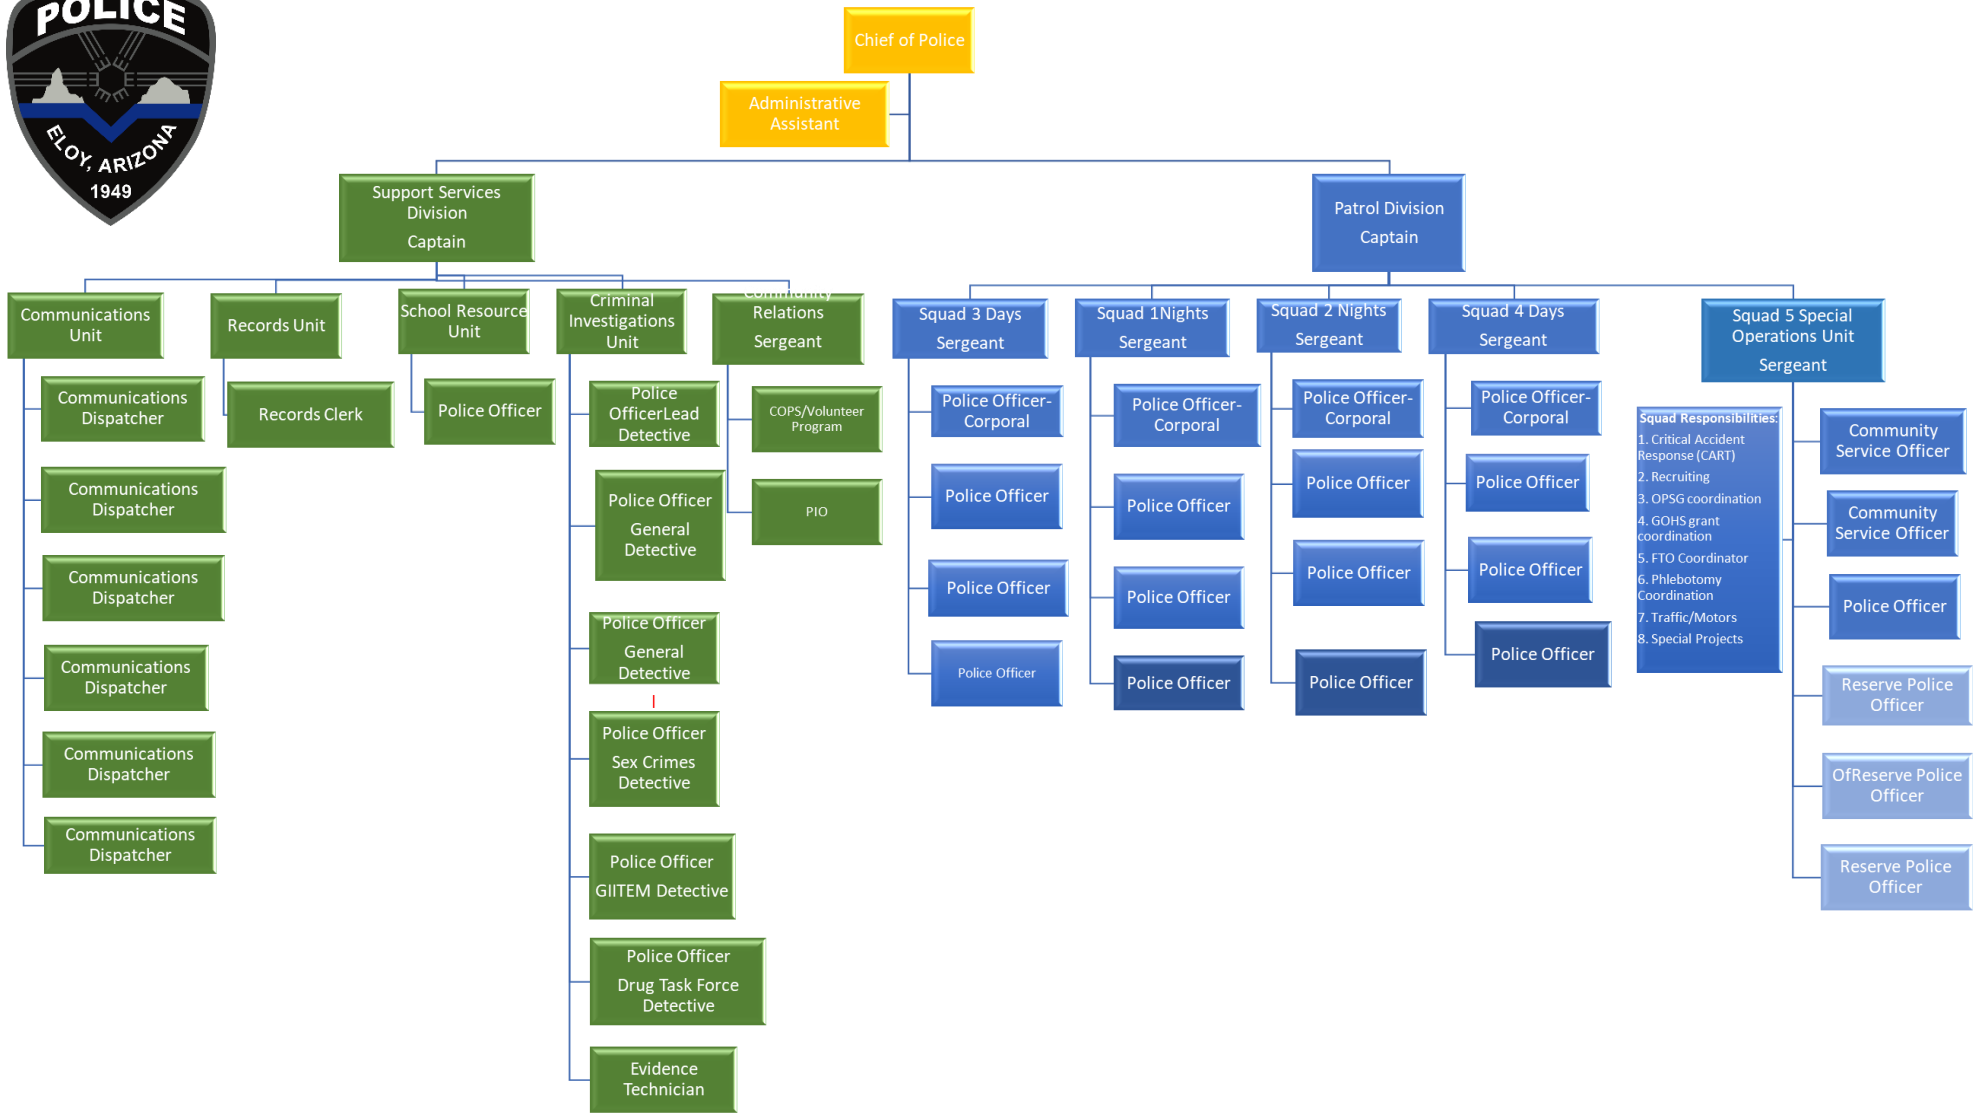 POLICE
ELOY, ARIZONA
1949
Chief of Police
Administrative
Assistant
Support Services
Division
Captain
Patrol Division
Captain
Communications
Unit
Communications
Dispatcher
Communications
Dispatcher
Communications
Dispatcher
Communications
Dispatcher
Communications
Dispatcher
Communications
Dispatcher
Records Unit
Records Clerk
School Resource
Unit
Police Officer
Criminal
Investigations
Unit
Police
OfficerLead
Detective
Police Officer
General
Detective
Police Officer
General
Detective
Police Officer
Sex Crimes
Detective
Police Officer
GIITEM Detective
Police Officer
Drug Task Force
Detective
Evidence
Technician
Community
Relations
Sergeant
COPS/Volunteer
Program
PIO
Squad 3 Days
Sergeant
Police Officer-
Corporal
Police Officer
Police Officer
Police Officer
Squad 1Nights
Sergeant
Police Officer-
Corporal
Police Officer
Police Officer
Police Officer
Squad 2 Nights
Sergeant
Police Officer-
Corporal
Police Officer
Police Officer
Police Officer
Squad 4 Days
Sergeant
Police Officer-
Corporal
Police Officer
Police Officer
Police Officer
Squad 5 Special
Operations Unit
Sergeant
Squad Responsibilities:
1. Critical Accident
Response (CART)
2. Recruiting
3. OPSG coordination
4. GOHS grant
coordination
5. FTO Coordinator
6. Phlebotomy
Coordination
7. Traffic/Motors
8. Special Projects
Community
Service Officer
Community
Service Officer
Police Officer
Reserve Police
Officer
OfReserve Police
Officer
Reserve Police
Officer